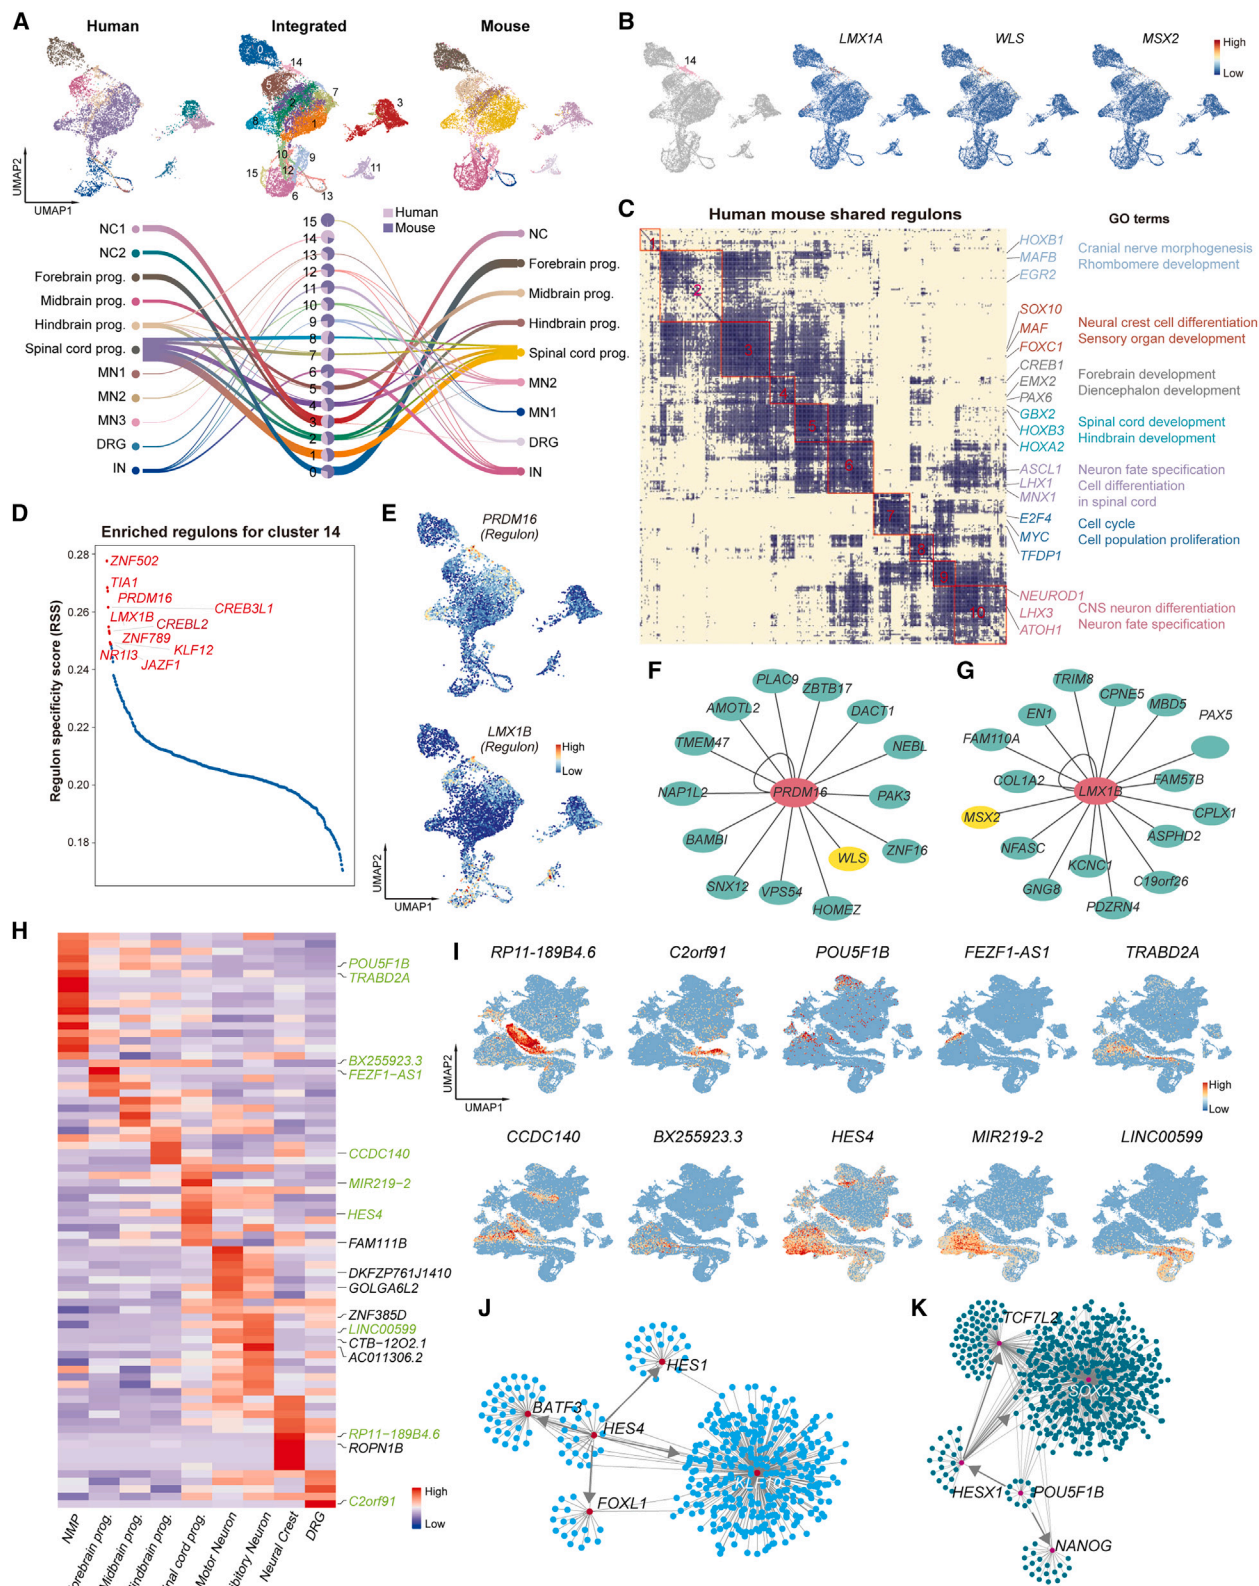 A
Human
Integrated
Mouse
0
14
5
2
7
3
8
1
10
9
12
11
15
6
13
UMAP2
UMAP1
Human
Mouse
NC1
NC2
Forebrain prog.
Midbrain prog.
Hindbrain prog.
Spinal cord prog.
MN1
MN2
MN3
DRG
IN
15
14
13
12
11
10
9
8
7
6
5
4
3
2
1
0
NC
Forebrain prog.
Midbrain prog.
Hindbrain prog.
Spinal cord prog.
MN2
MN1
DRG
IN
B
14
LMX1A
WLS
MSX2
High
Low
C
Human mouse shared regulons
GO terms
1
2
3
4
5
6
7
8
9
10
HOXB1
MAFB
EGR2
Cranial nerve morphogenesis
Rhombomere development
SOX10
MAF
FOXC1
Neural crest cell differentiation
Sensory organ development
CREB1
EMX2
PAX6
Forebrain development
Diencephalon development
GBX2
HOXB3
HOXA2
Spinal cord development
Hindbrain development
ASCL1
LHX1
MNX1
Neuron fate specification
Cell differentiation
in spinal cord
E2F4
MYC
TFDP1
Cell cycle
Cell population proliferation
NEUROD1
LHX3
ATOH1
CNS neuron differentiation
Neuron fate specification
D
Enriched regulons for cluster 14
Regulon specificity score (RSS)
0.28
0.26
0.24
0.22
0.20
0.18
ZNF502
TIA1
PRDM16
CREB3L1
LMX1B
CREBL2
ZNF789
KLF12
NR1I3
JAZF1
E
PRDM16
(Regulon)
LMX1B
(Regulon)
High
Low
UMAP2
UMAP1
F
PLAC9
ZBTB17
AMOTL2
DACT1
TMEM47
NEBL
NAP1L2
PRDM16
PAK3
BAMBI
WLS
ZNF16
SNX12
VPS54
HOMEZ
G
TRIM8
CPNE5
MBD5
EN1
PAX5
FAM110A
COL1A2
FAM57B
LMX1B
MSX2
CPLX1
NFASC
ASPHD2
KCNC1
GNG8
C19orf26
PDZRN4
H
POU5F1B
TRABD2A
BX255923.3
FEZF1-AS1
CCDC140
MIR219-2
HES4
FAM111B
DKFZP761J1410
GOLGA6L2
ZNF385D
LINC00599
CTB-12O2.1
AC011306.2
RP11-189B4.6
ROPN1B
C2orf91
High
Low
NMP
orebrain prog.
Midbrain prog.
indbrain prog.
inal cord prog.
Motor Neuron
ibitory Neuron
Neural Crest
DRG
I
RP11-189B4.6
C2orf91
POU5F1B
FEZF1-AS1
TRABD2A
UMAP2
UMAP1
High
Low
CCDC140
BX255923.3
HES4
MIR219-2
LINC00599
J
HES1
BATF3
HES4
FOXL1
K
TCF7L2
SOX2
HESX1
POU5F1B
NANOG